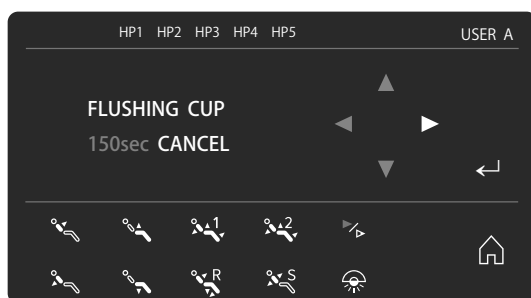 HP1 HP2 HP3 HP4 HP5 USER A
FLUSHING CUP
150sec CANCEL
1 2
R S